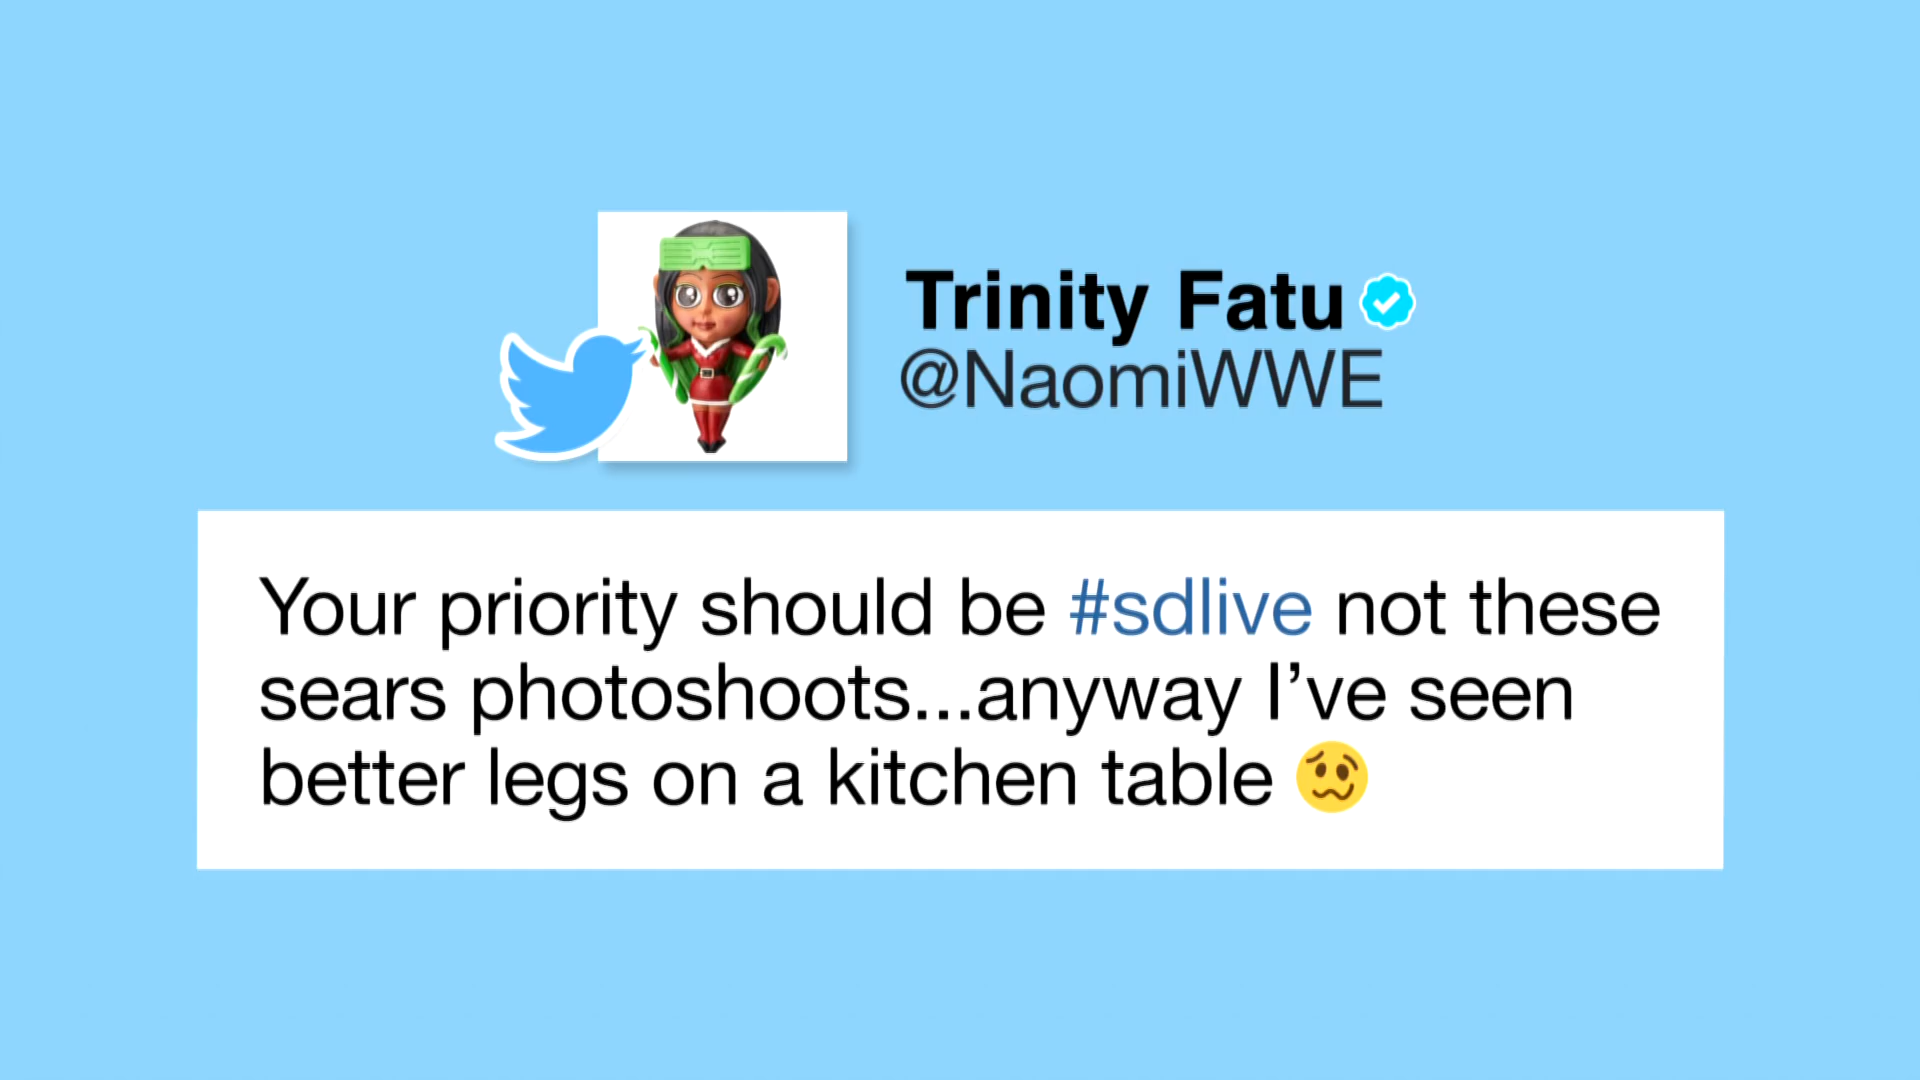 Trinity Fatu
@NaomiWWE
Your priority should be #sdlive not these
sears photoshoots...anyway I’ve seen
better legs on a kitchen table 🥴